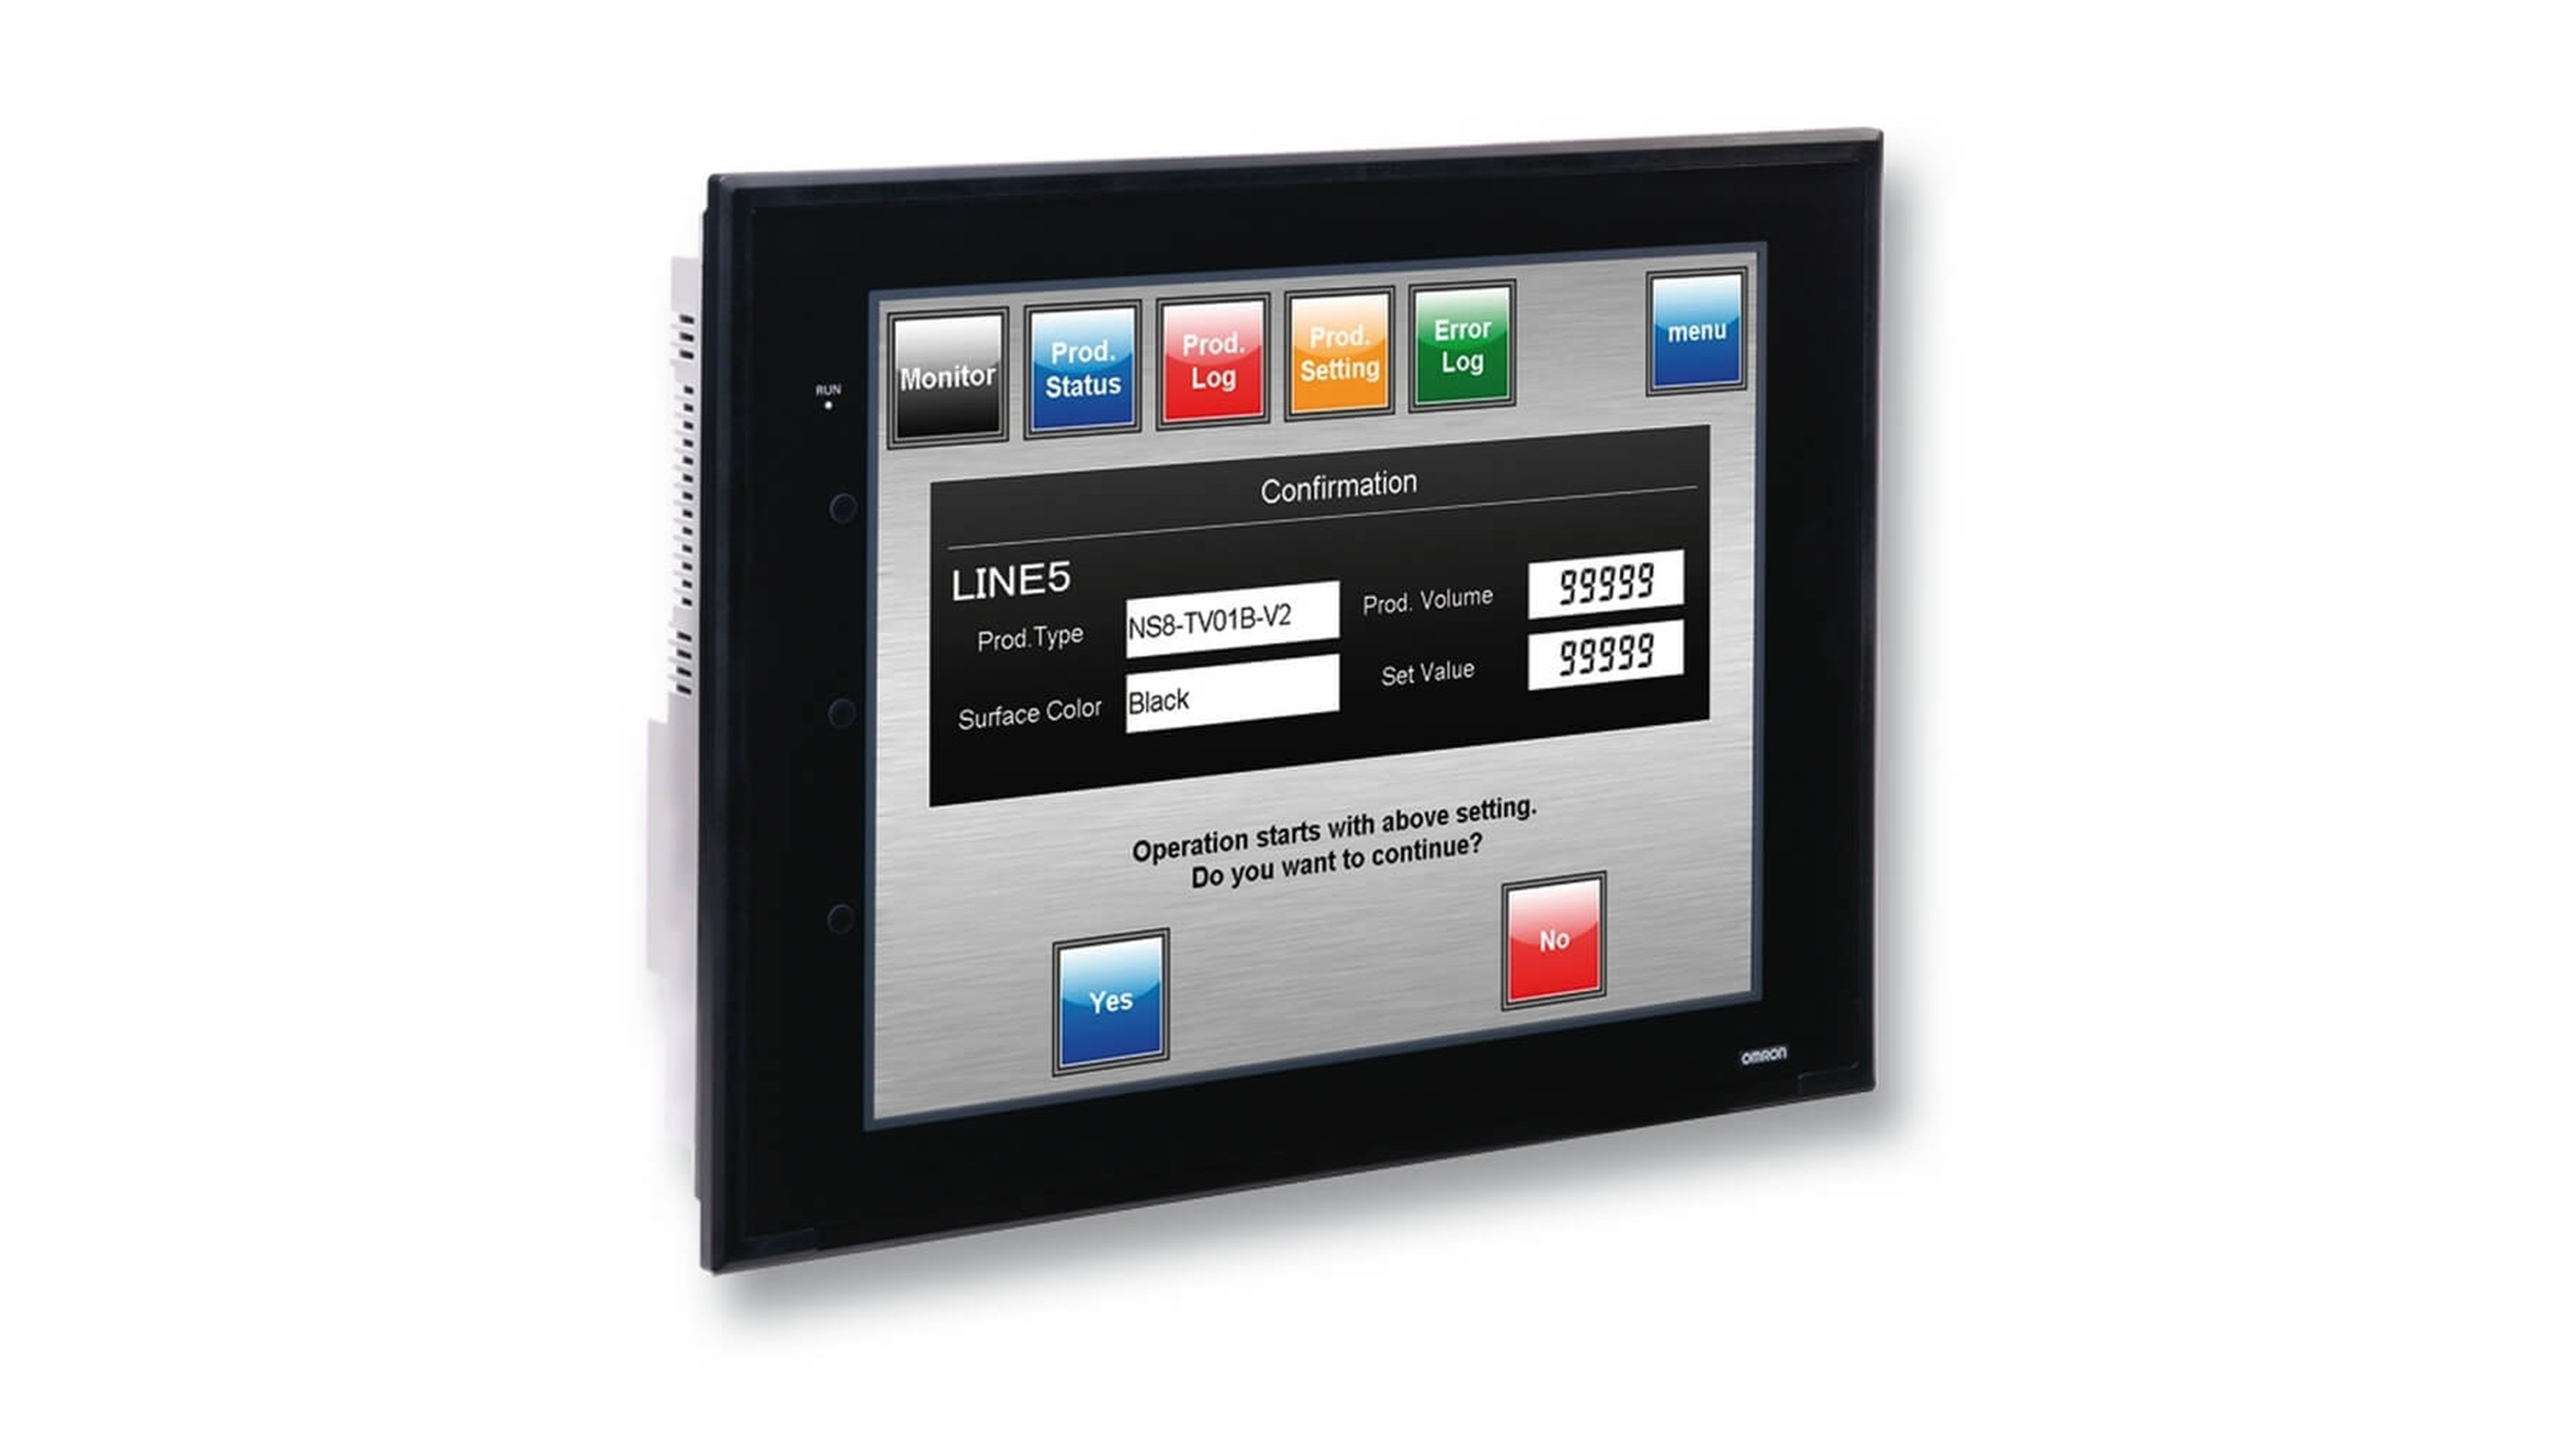 RUN
Monitor
Prod.
Status
Prod.
Log
Prod.
Setting
Error
Log
menu
Confirmation
LINE5
Prod.Type NS8-TV01B-V2 Prod. Volume 99999
Surface Color Black Set Value 99999
Operation starts with above setting.
Do you want to continue?
Yes
No
OMRON